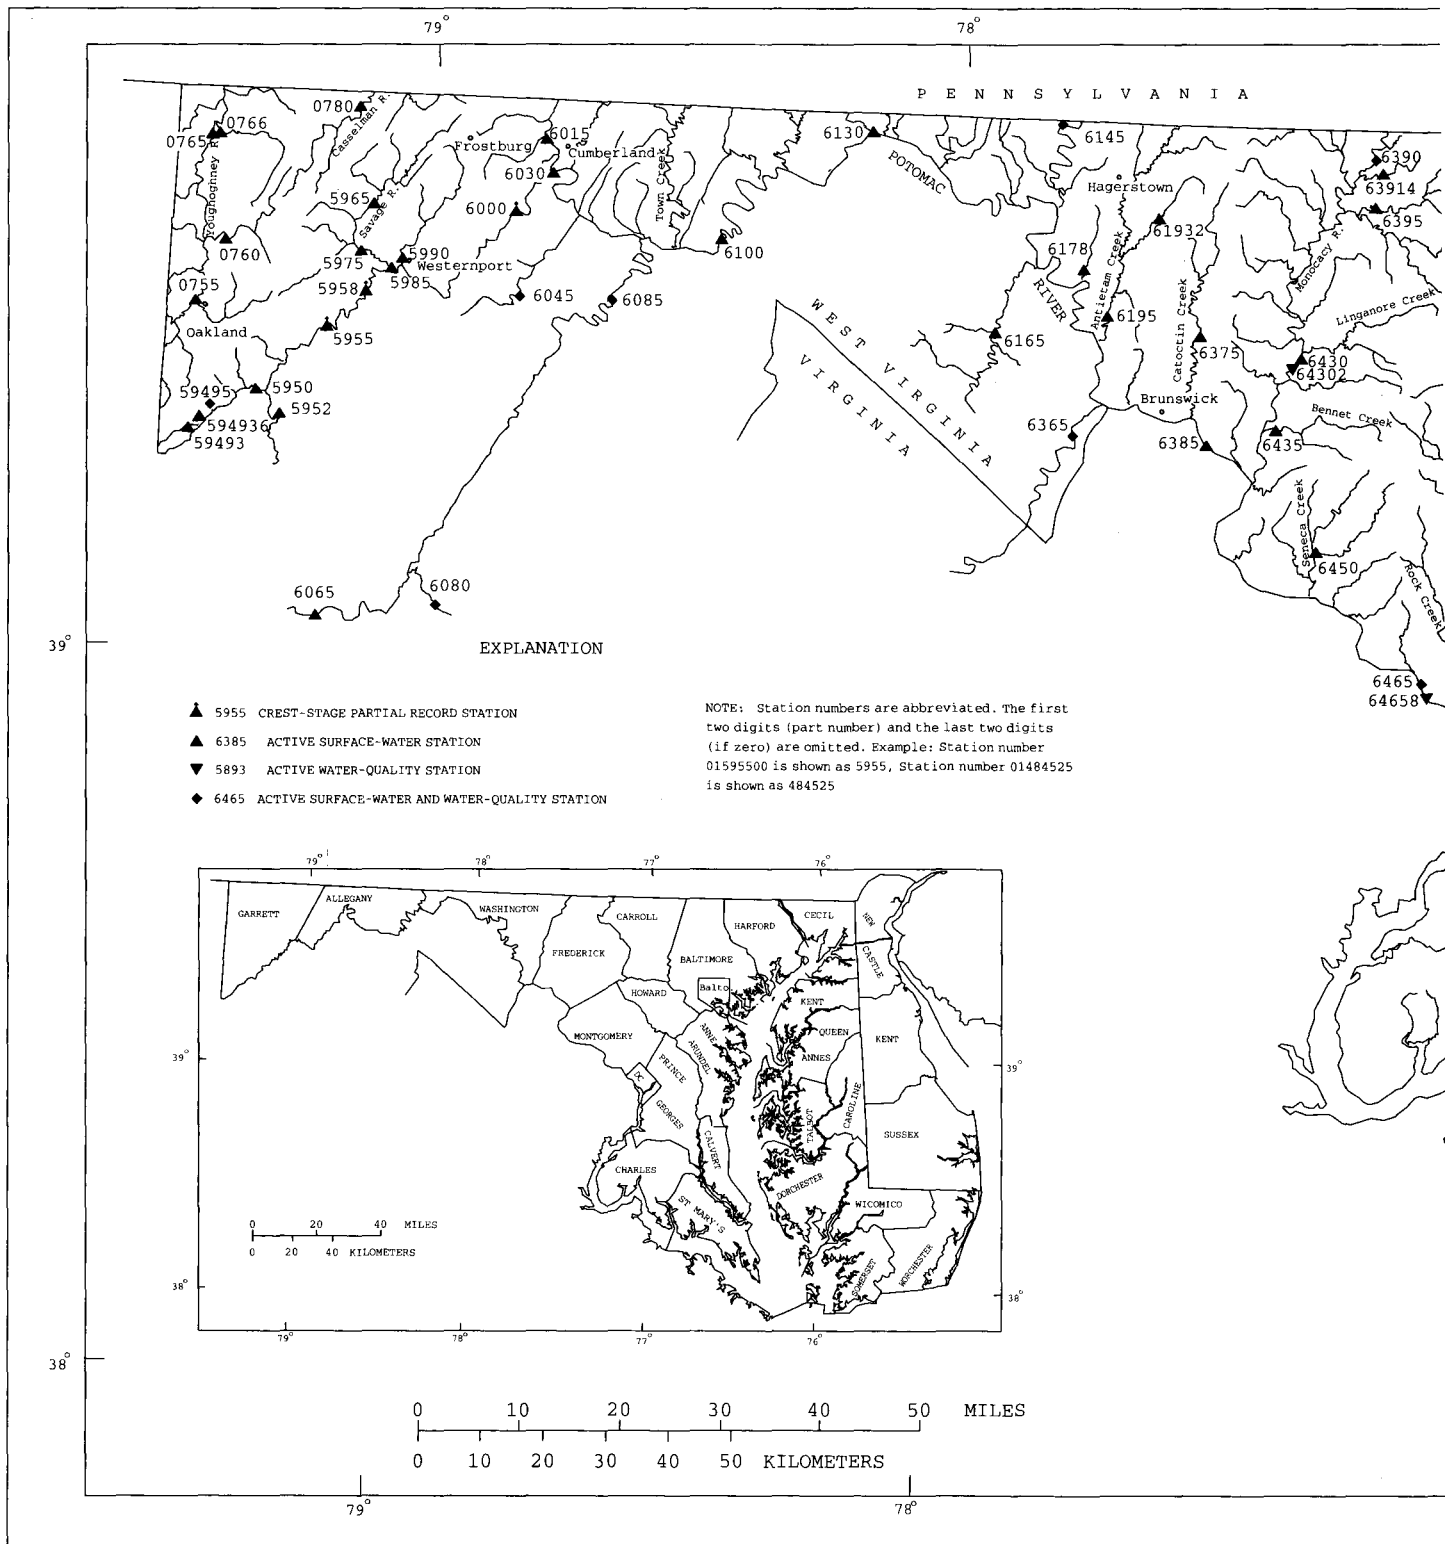 79°
78°
PENNSYLVANIA
0780
Casselman R.
0766
0765
Youghoghney R.
Frostburg
6015
Cumberland
6030
Town Creek
6130
POTOMAC
6145
Hagerstown
6390
63914
6395
5965
Savage R.
6000
0760
5975
5990
Westernport
5985
5958
6100
6178
61932
Antietam Creek
Monocacy R.
0755
Oakland
6045
6085
RIVER
6195
Catoctin Creek
Linganore Creek
5955
WEST VIRGINIA
VIRGINIA
6165
6375
6430
64302
5950
59495
5952
594936
59493
Brunswick
Bennet Creek
6365
6385
6435
Seneca Creek
6450
Rock Creek
6065
6080
39°
EXPLANATION
6465
64658
5955 CREST-STAGE PARTIAL RECORD STATION
6385 ACTIVE SURFACE-WATER STATION
5893 ACTIVE WATER-QUALITY STATION
6465 ACTIVE SURFACE-WATER AND WATER-QUALITY STATION
NOTE: Station numbers are abbreviated. The first
two digits (part number) and the last two digits
(if zero) are omitted. Example: Station number
01595500 is shown as 5955, Station number 01484525
is shown as 484525
79° 78° 77° 76°
GARRETT
ALLEGANY
WASHINGTON
FREDERICK
CARROLL
BALTIMORE
HARFORD
CECIL
NEW
CASTLE
HOWARD
Balto
KENT
MONTGOMERY
ANNE
ARUNDEL
QUEEN
ANNES
KENT
39°
39°
DC
PRINCE
GEORGES
CAROLINE
TALBOT
SUSSEX
CALVERT
CHARLES
DORCHESTER
ST MARY'S
WICOMICO
SOMERSET
WORCHESTER
0 20 40 MILES
0 20 40 KILOMETERS
38°
38°
79° 78° 77° 76°
38°
0 10 20 30 40 50 MILES
0 10 20 30 40 50 KILOMETERS
79°
78°